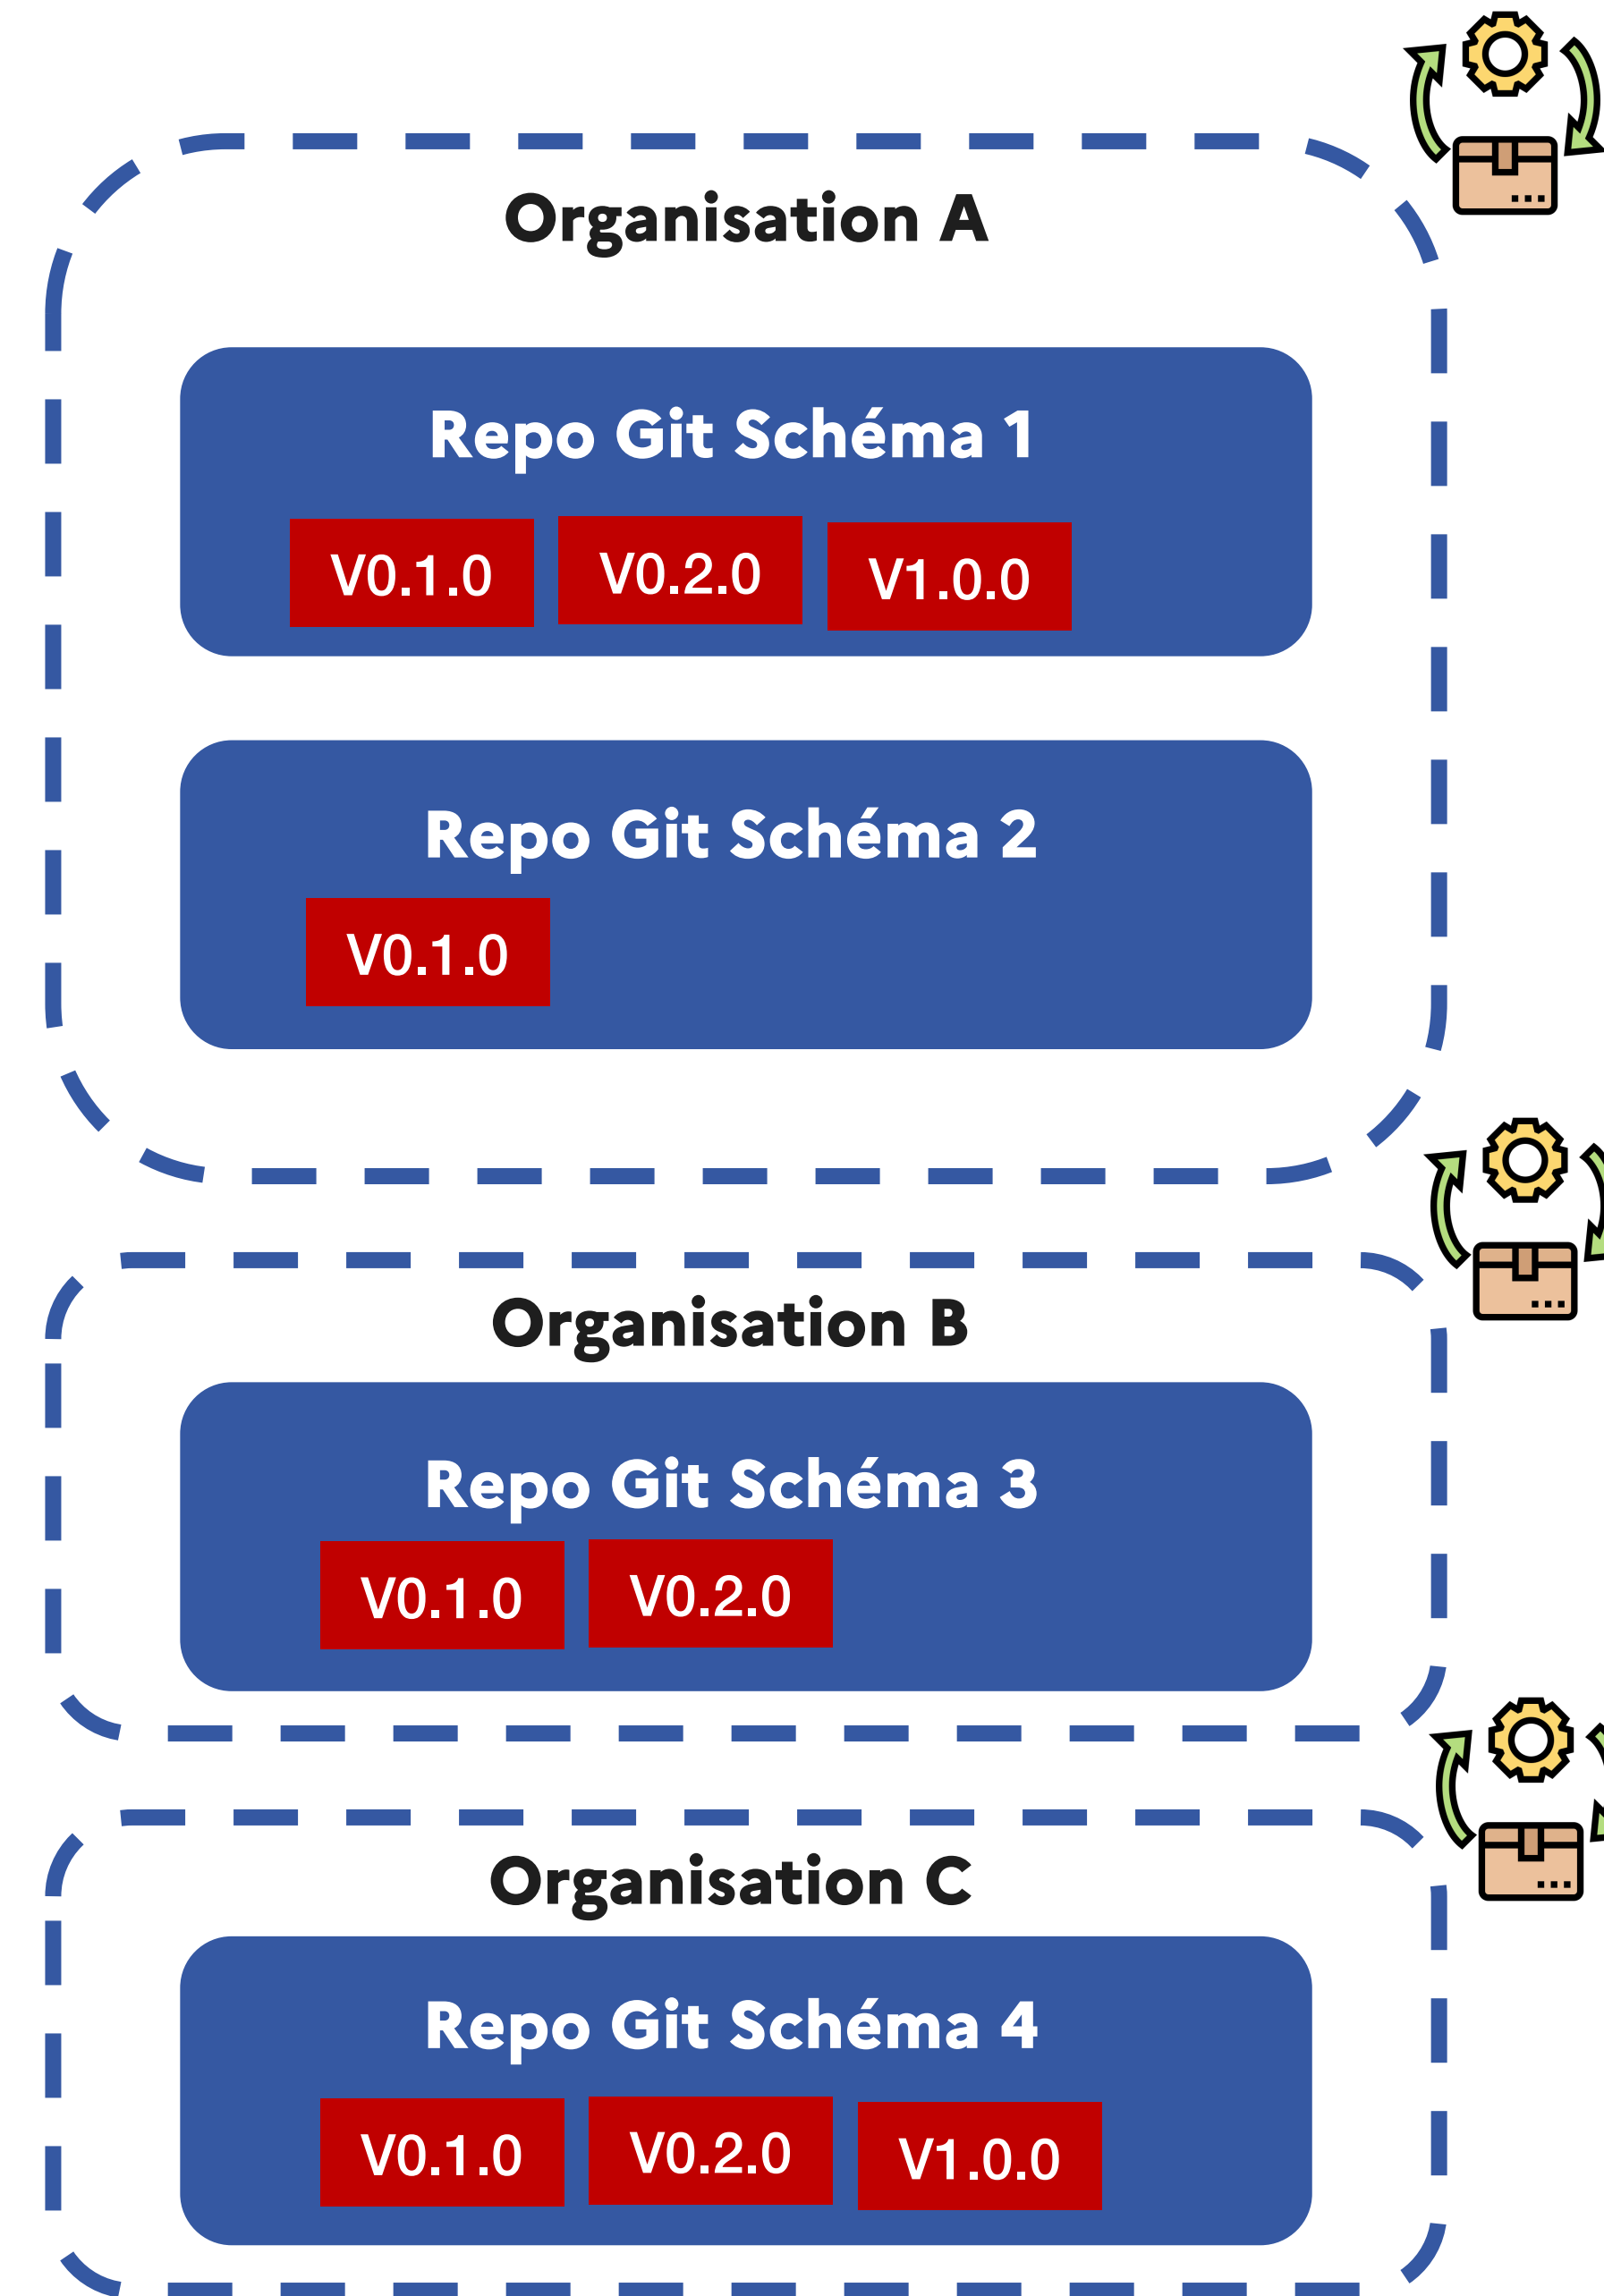 Organisation A
Repo Git Schéma 1
V0.1.0 V0.2.0 V1.0.0
Repo Git Schéma 2
V0.1.0
Organisation B
Repo Git Schéma 3
V0.1.0 V0.2.0
Organisation C
Repo Git Schéma 4
V0.1.0 V0.2.0 V1.0.0